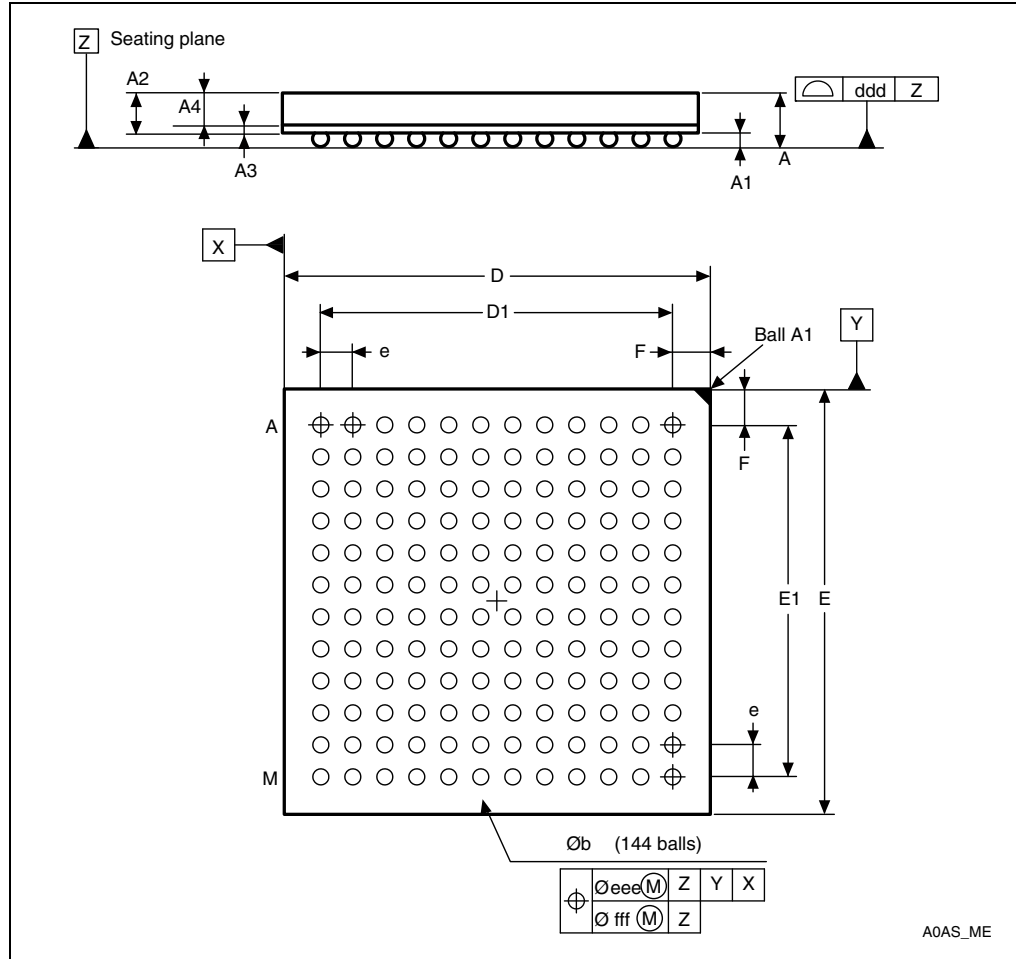 Z Seating plane
A2
A4
A3
ddd Z
A
A1
X
D
D1
e
F
Ball A1
Y
A
F
E1
E
e
M
Øb (144 balls)
Øeee M Z Y X
Ø fff M Z
A0AS_ME